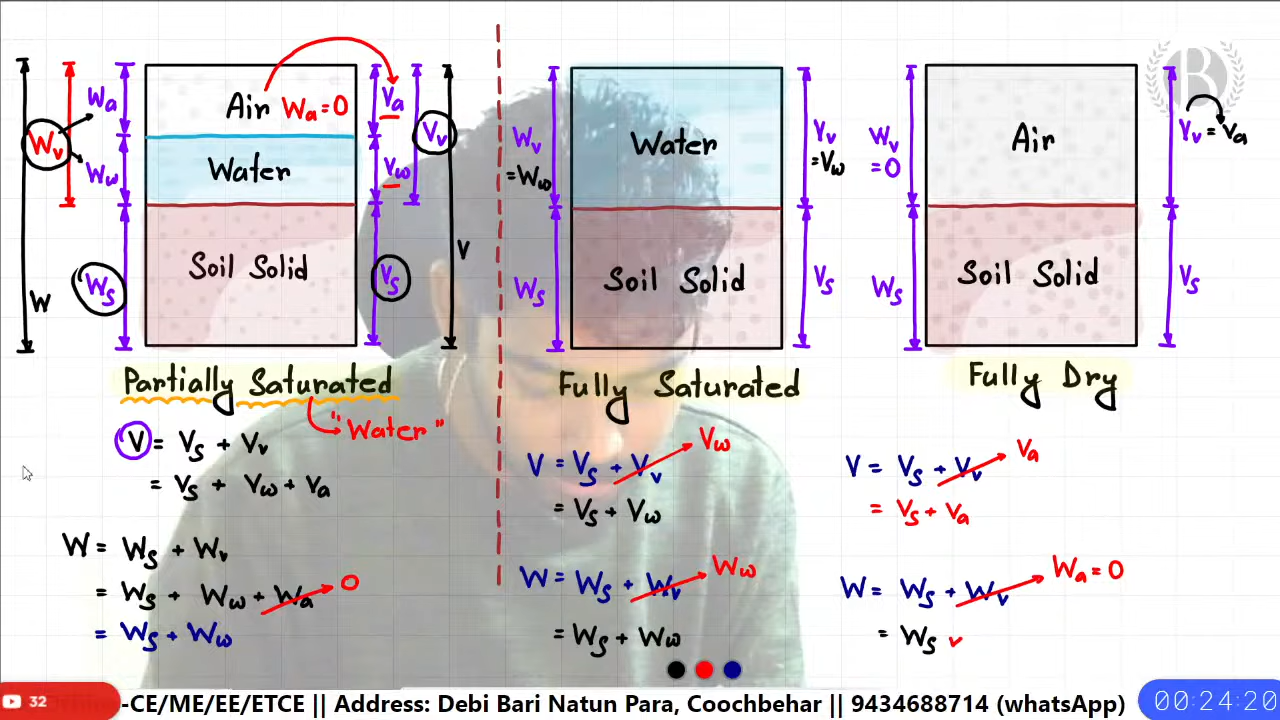 Wa
Air Wa = 0
Va
Wv
Vv
Ww
Water
Vw
V
Ws
Soil Solid
Vs
W
Partially Saturated
"Water"
V = Vs + Vv
= Vs + Vw + Va
W = Ws + Wv
= Ws + Ww + Wa 0
= Ws + Ww
Wv
= Ww
Water
Vv
= Vw
Ws
Soil Solid
Vs
Fully Saturated
V = Vs + Vv Vw
= Vs + Vw
W = Ws + Wv Ww
= Ws + Ww
Wv
= 0
Air
B
Vv = Va
Ws
Soil Solid
Vs
Fully Dry
V = Vs + Vv Va
= Vs + Va
W = Ws + Wv Wa = 0
= Ws
32
-CE/ME/EE/ETCE || Address: Debi Bari Natun Para, Coochbehar || 9434688714 (whatsApp)
00:24:20